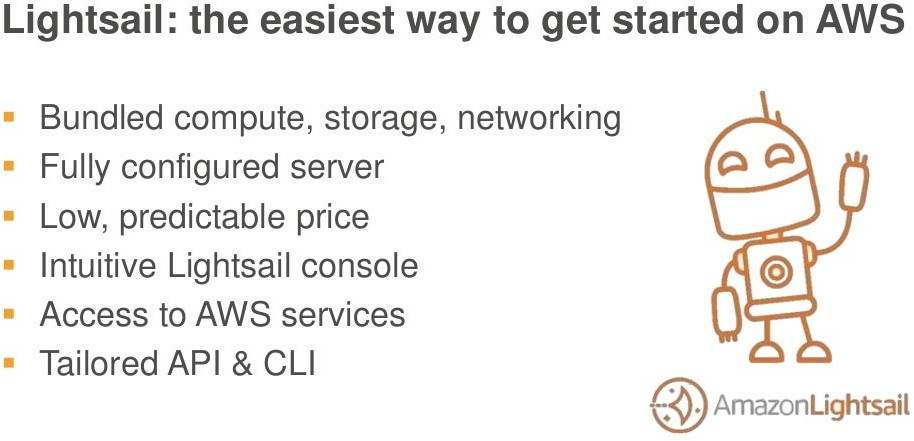 Lightsail: the easiest way to get started on AWS
▪ Bundled compute, storage, networking
▪ Fully configured server
▪ Low, predictable price
▪ Intuitive Lightsail console
▪ Access to AWS services
▪ Tailored API & CLI
AmazonLightsail